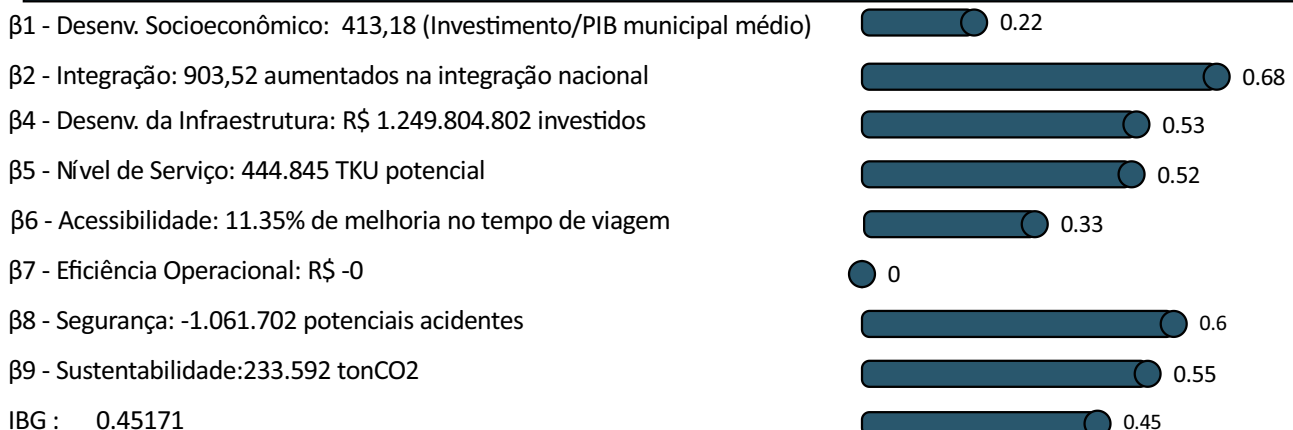 β1 - Desenv. Socioeconômico: 413,18 (Investimento/PIB municipal médio) 0.22
β2 - Integração: 903,52 aumentados na integração nacional 0.68
β4 - Desenv. da Infraestrutura: R$ 1.249.804.802 investidos 0.53
β5 - Nível de Serviço: 444.845 TKU potencial 0.52
β6 - Acessibilidade: 11.35% de melhoria no tempo de viagem 0.33
β7 - Eficiência Operacional: R$ -0 0
β8 - Segurança: -1.061.702 potenciais acidentes 0.6
β9 - Sustentabilidade:233.592 tonCO2 0.55
IBG : 0.45171 0.45